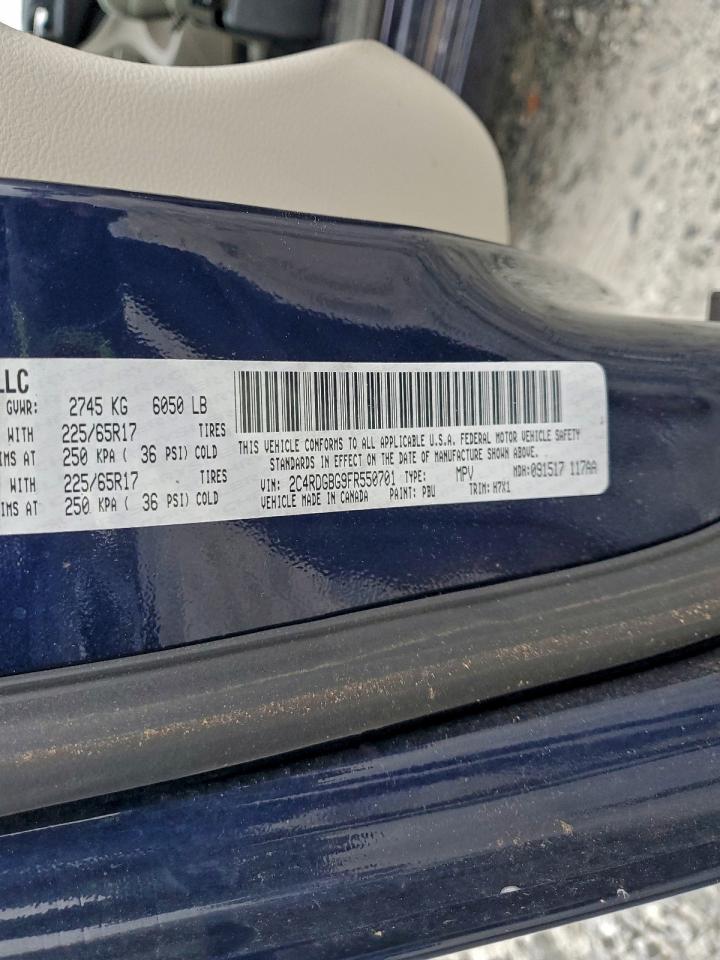 LLC
GVWR: 2745 KG 6050 LB
WITH 225/65R17 TIRES
IMS AT 250 KPA ( 36 PSI) COLD
WITH 225/65R17 TIRES
IMS AT 250 KPA ( 36 PSI) COLD
THIS VEHICLE CONFORMS TO ALL APPLICABLE U.S.A. FEDERAL MOTOR VEHICLE SAFETY
STANDARDS IN EFFECT ON THE DATE OF MANUFACTURE SHOWN ABOVE.
VIN: 2C4RDGBG9FR550701 TYPE: MPV MDH:091517 117AA
VEHICLE MADE IN CANADA PAINT: PBU TRIM: H7X1